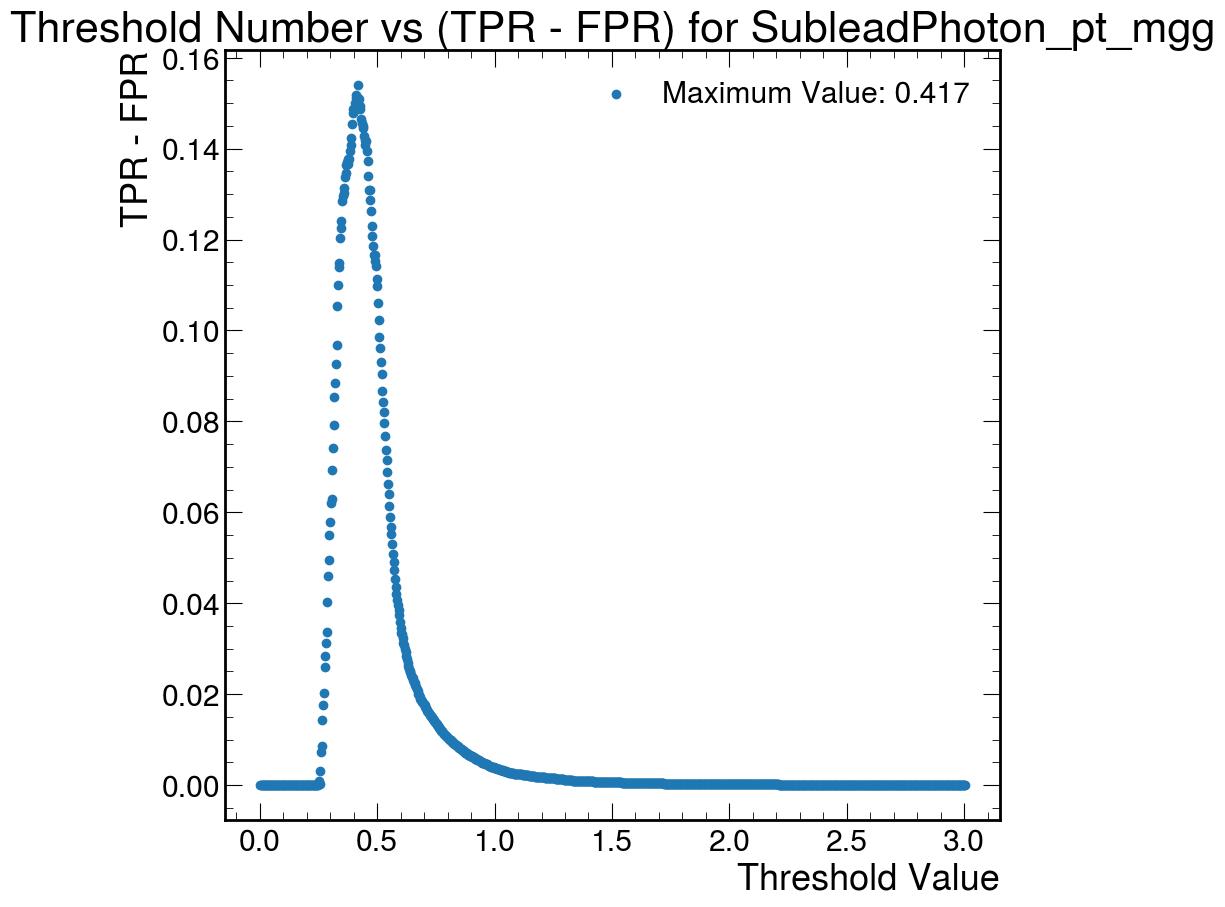 Threshold Number vs (TPR - FPR) for SubleadPhoton_pt_mgg
TPR - FPR
Maximum Value: 0.417
0.16
0.14
0.12
0.10
0.08
0.06
0.04
0.02
0.00
0.0 0.5 1.0 1.5 2.0 2.5 3.0
Threshold Value